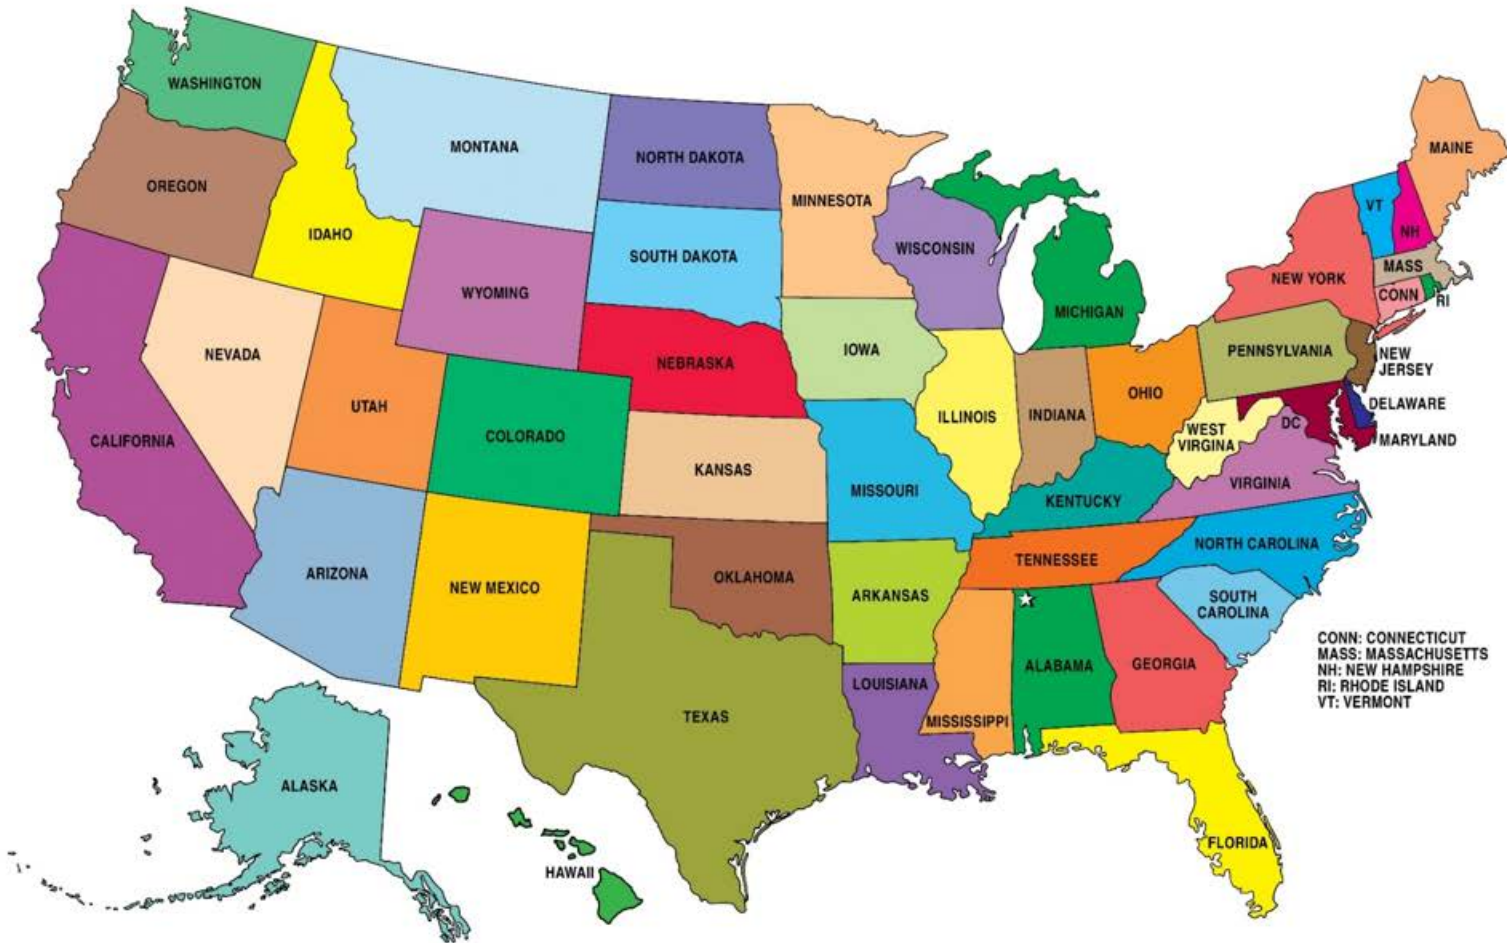 WASHINGTON
OREGON
CALIFORNIA
NEVADA
IDAHO
MONTANA
WYOMING
UTAH
ARIZONA
COLORADO
NEW MEXICO
NORTH DAKOTA
SOUTH DAKOTA
NEBRASKA
KANSAS
OKLAHOMA
TEXAS
MINNESOTA
IOWA
MISSOURI
ARKANSAS
LOUISIANA
WISCONSIN
ILLINOIS
MICHIGAN
INDIANA
OHIO
KENTUCKY
TENNESSEE
MISSISSIPPI
ALABAMA
GEORGIA
FLORIDA
SOUTH
CAROLINA
NORTH CAROLINA
VIRGINIA
WEST
VIRGINA
DC
MARYLAND
DELAWARE
NEW
JERSEY
PENNSYLVANIA
NEW YORK
CONN
RI
MASS
VT
NH
MAINE
ALASKA
HAWAII
CONN: CONNECTICUT
MASS: MASSACHUSETTS
NH: NEW HAMPSHIRE
RI: RHODE ISLAND
VT: VERMONT